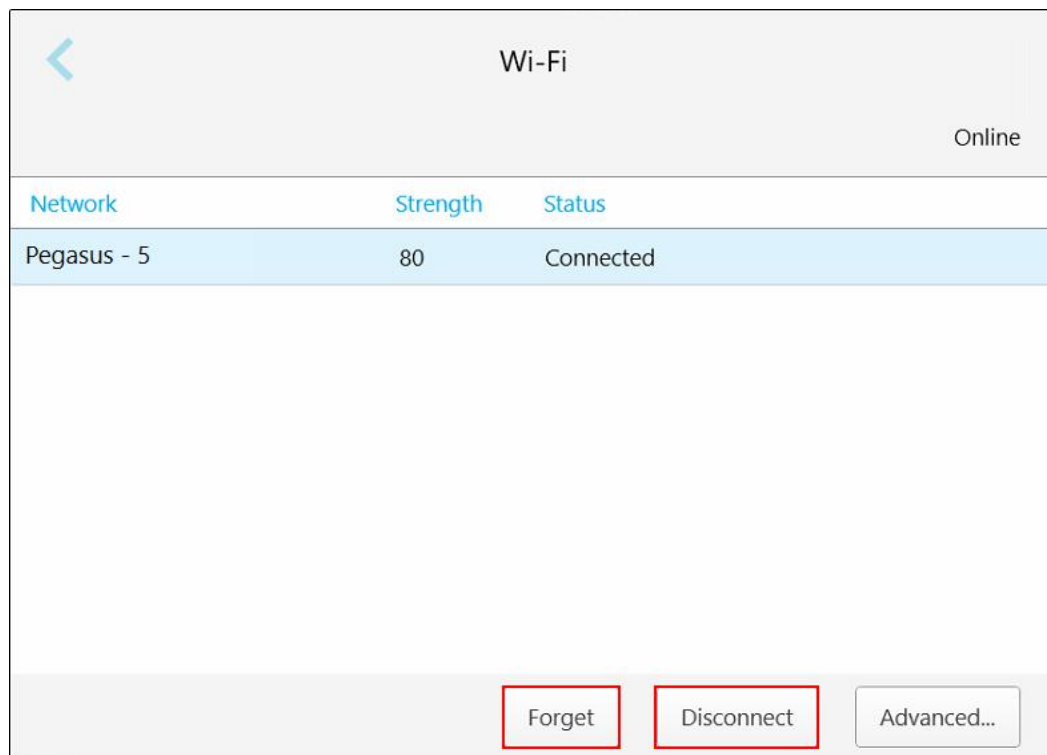 Wi-Fi
Online
Network Strength Status
Pegasus - 5 80 Connected
Forget Disconnect Advanced...